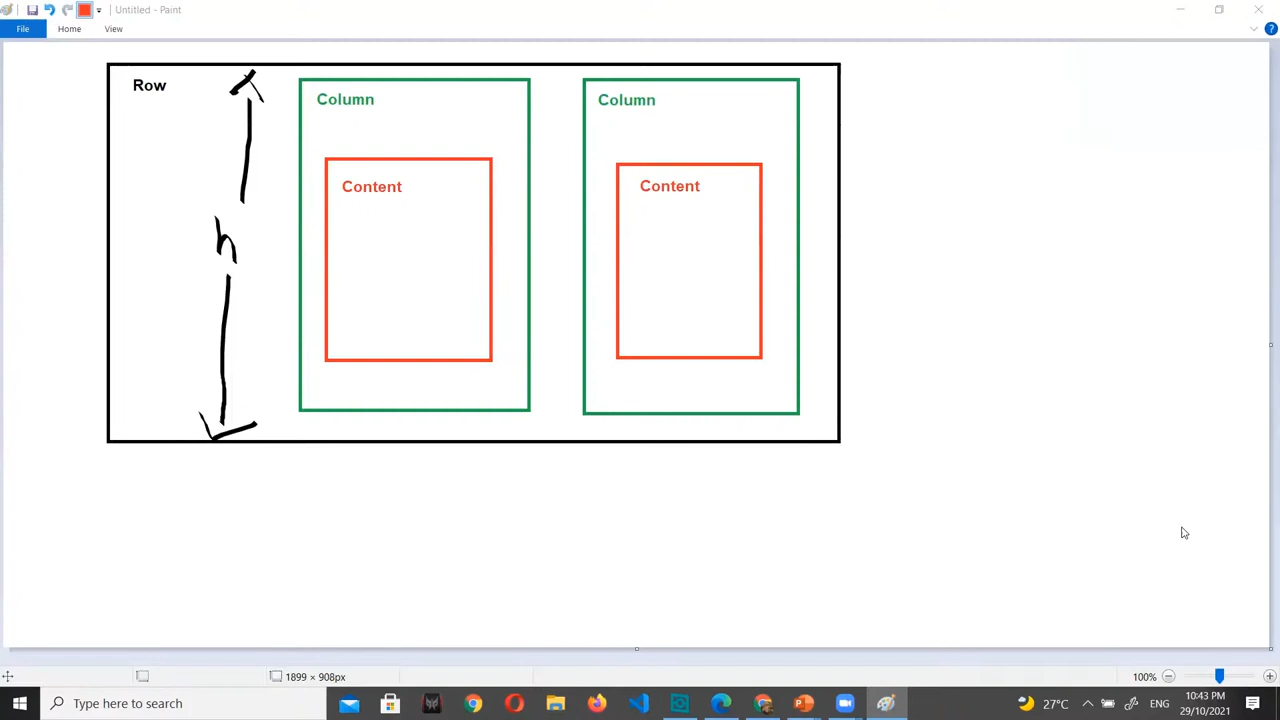 Untitled - Paint
File Home View
Row
Column
Column
Content
Content
h
1899 × 908px
100%
Type here to search
27°C
ENG
10:43 PM
29/10/2021